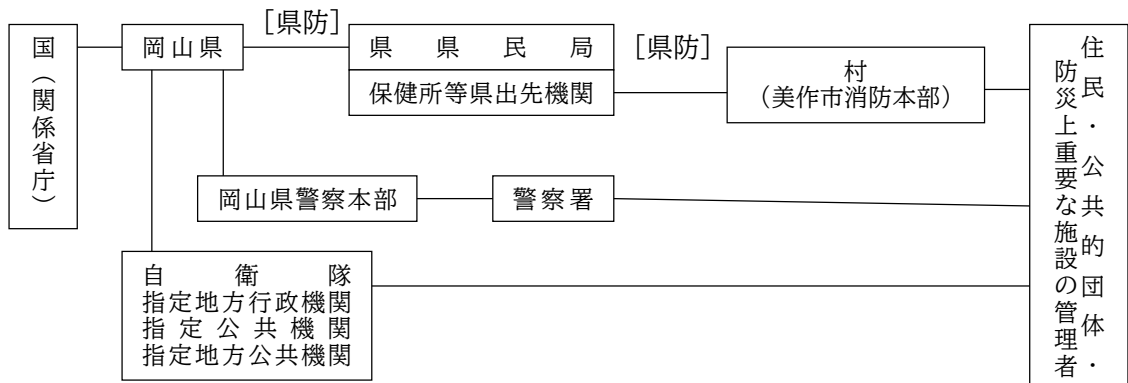 国（関係省庁）
岡山県
［県防］
県県民局
保健所等県出先機関
［県防］
村
（美作市消防本部）
岡山県警察本部
警察署
自衛隊
指定地方行政機関
指定公共機関
指定地方公共機関
住民・公共的団体・
防災上重要な施設の管理者